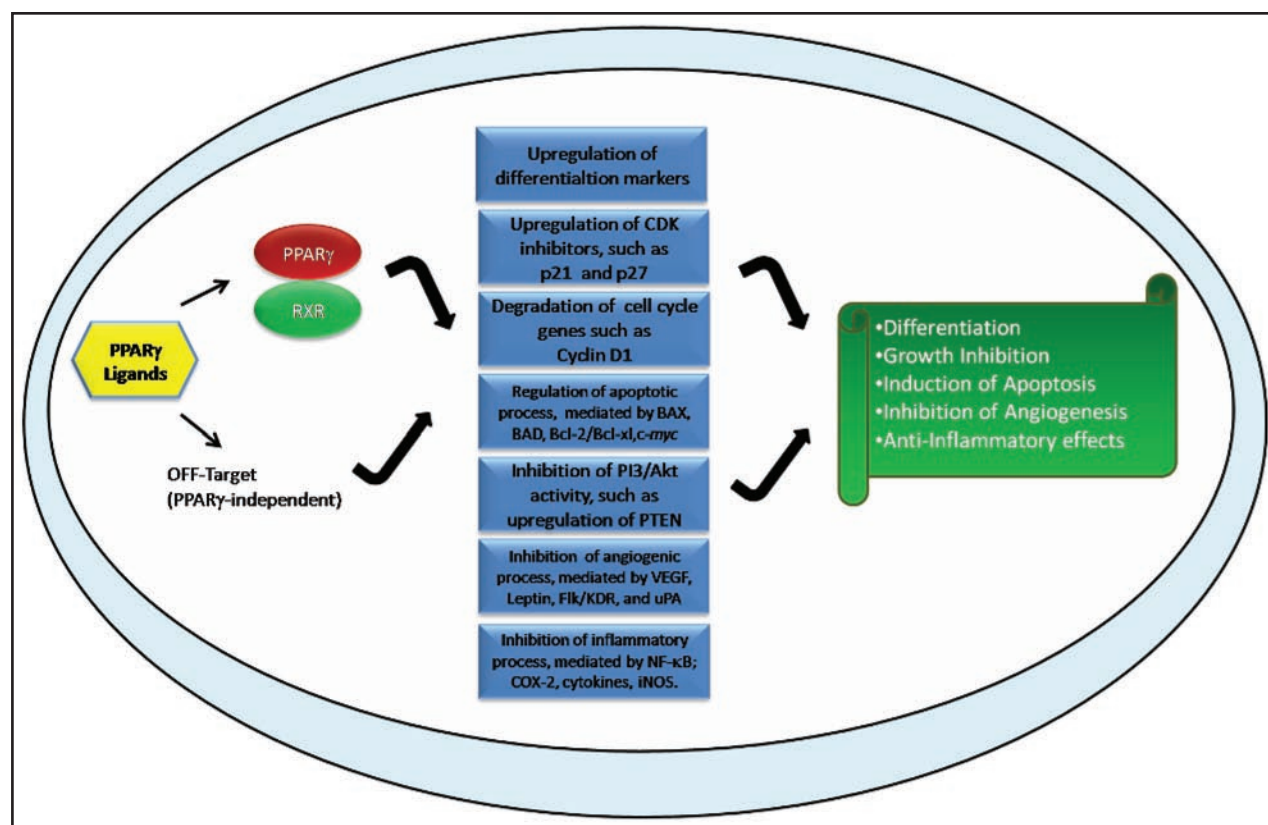 PPARγ
Ligands
PPARγ
RXR
OFF-Target
(PPARγ-independent)
Upregulation of
differentialtion markers
Upregulation of CDK
inhibitors, such as
p21 and p27
Degradation of cell cycle
genes such as
Cyclin D1
Regulation of apoptotic
process, mediated by BAX,
BAD, Bcl-2/Bcl-xl,c-myc
Inhibition of PI3/Akt
activity, such as
upregulation of PTEN
Inhibition of angiogenic
process, mediated by VEGF,
Leptin, Flk/KDR, and uPA
Inhibition of inflammatory
process, mediated by NF-κB;
COX-2, cytokines, iNOS.
•Differentiation
•Growth Inhibition
•Induction of Apoptosis
•Inhibition of Angiogenesis
•Anti-Inflammatory effects